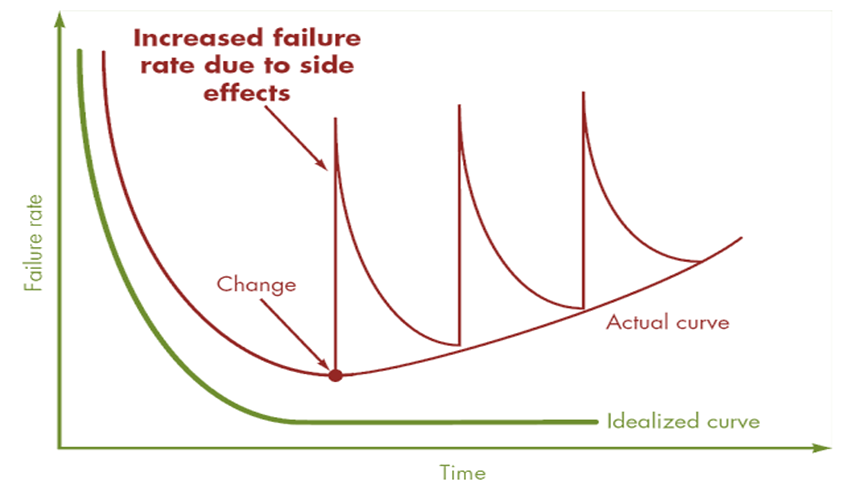 Increased failure
rate due to side
effects
Failure rate
Change
Actual curve
Idealized curve
Time